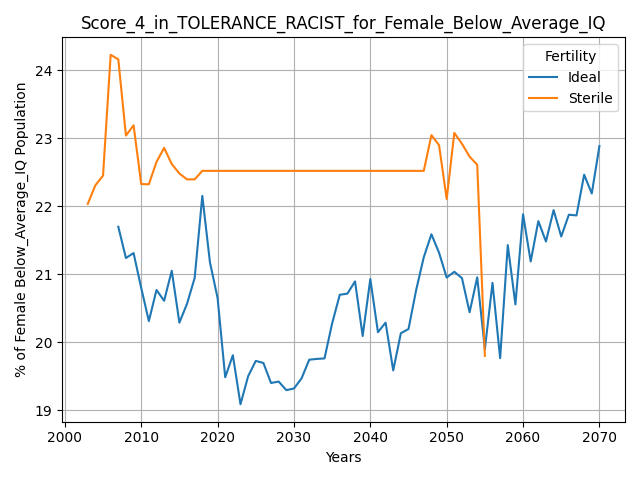 Score_4_in_TOLERANCE_RACIST_for_Female_Below_Average_IQ
% of Female Below_Average_IQ Population
24
23
22
21
20
19
Fertility
Ideal
Sterile
2000 2010 2020 2030 2040 2050 2060 2070
Years